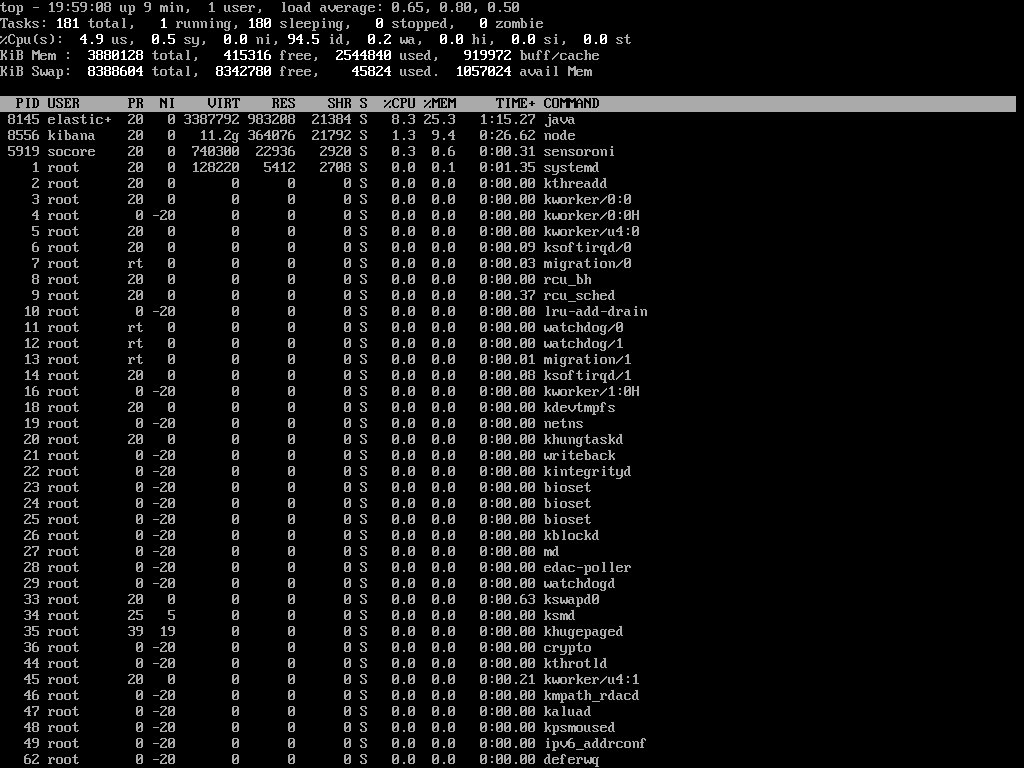 top - 19:59:08 up 9 min,  1 user,  load average: 0.65, 0.80, 0.50
Tasks: 181 total,   1 running, 180 sleeping,   0 stopped,   0 zombie
%Cpu(s):  4.9 us,  0.5 sy,  0.0 ni, 94.5 id,  0.2 wa,  0.0 hi,  0.0 si,  0.0 st
KiB Mem :  3880128 total,   415316 free,  2544840 used,   919972 buff/cache
KiB Swap:  8388604 total,  8342780 free,    45824 used.  1057024 avail Mem
  PID USER      PR  NI    VIRT    RES    SHR S  %CPU %MEM     TIME+ COMMAND
 8145 elastic+  20   0 3387792 983208  21384 S   8.3 25.3   1:15.27 java
 8556 kibana    20   0   11.2g 364076  21792 S   1.3  9.4   0:26.62 node
 5919 socore    20   0  740300  22936   2920 S   0.3  0.6   0:00.31 sensoroni
    1 root      20   0  128220   5412   2708 S   0.0  0.1   0:01.35 systemd
    2 root      20   0       0      0      0 S   0.0  0.0   0:00.00 kthreadd
    3 root      20   0       0      0      0 S   0.0  0.0   0:00.00 kworker/0:0
    4 root       0 -20       0      0      0 S   0.0  0.0   0:00.00 kworker/0:0H
    5 root      20   0       0      0      0 S   0.0  0.0   0:00.00 kworker/u4:0
    6 root      20   0       0      0      0 S   0.0  0.0   0:00.09 ksoftirqd/0
    7 root      rt   0       0      0      0 S   0.0  0.0   0:00.03 migration/0
    8 root      20   0       0      0      0 S   0.0  0.0   0:00.00 rcu_bh
    9 root      20   0       0      0      0 S   0.0  0.0   0:00.37 rcu_sched
   10 root       0 -20       0      0      0 S   0.0  0.0   0:00.00 lru-add-drain
   11 root      rt   0       0      0      0 S   0.0  0.0   0:00.00 watchdog/0
   12 root      rt   0       0      0      0 S   0.0  0.0   0:00.00 watchdog/1
   13 root      rt   0       0      0      0 S   0.0  0.0   0:00.01 migration/1
   14 root      20   0       0      0      0 S   0.0  0.0   0:00.08 ksoftirqd/1
   16 root       0 -20       0      0      0 S   0.0  0.0   0:00.00 kworker/1:0H
   18 root      20   0       0      0      0 S   0.0  0.0   0:00.00 kdevtmpfs
   19 root       0 -20       0      0      0 S   0.0  0.0   0:00.00 netns
   20 root      20   0       0      0      0 S   0.0  0.0   0:00.00 khungtaskd
   21 root       0 -20       0      0      0 S   0.0  0.0   0:00.00 writeback
   22 root       0 -20       0      0      0 S   0.0  0.0   0:00.00 kintegrityd
   23 root       0 -20       0      0      0 S   0.0  0.0   0:00.00 bioset
   24 root       0 -20       0      0      0 S   0.0  0.0   0:00.00 bioset
   25 root       0 -20       0      0      0 S   0.0  0.0   0:00.00 bioset
   26 root       0 -20       0      0      0 S   0.0  0.0   0:00.00 kblockd
   27 root       0 -20       0      0      0 S   0.0  0.0   0:00.00 md
   28 root       0 -20       0      0      0 S   0.0  0.0   0:00.00 edac-poller
   29 root       0 -20       0      0      0 S   0.0  0.0   0:00.00 watchdogd
   33 root      20   0       0      0      0 S   0.0  0.0   0:00.63 kswapd0
   34 root      25   5       0      0      0 S   0.0  0.0   0:00.00 ksmd
   35 root      39  19       0      0      0 S   0.0  0.0   0:00.00 khugepaged
   36 root       0 -20       0      0      0 S   0.0  0.0   0:00.00 crypto
   44 root       0 -20       0      0      0 S   0.0  0.0   0:00.00 kthrotld
   45 root      20   0       0      0      0 S   0.0  0.0   0:00.21 kworker/u4:1
   46 root       0 -20       0      0      0 S   0.0  0.0   0:00.00 kmpath_rdacd
   47 root       0 -20       0      0      0 S   0.0  0.0   0:00.00 kaluad
   48 root       0 -20       0      0      0 S   0.0  0.0   0:00.00 kpsmoused
   49 root       0 -20       0      0      0 S   0.0  0.0   0:00.00 ipv6_addrconf
   62 root       0 -20       0      0      0 S   0.0  0.0   0:00.00 deferwq